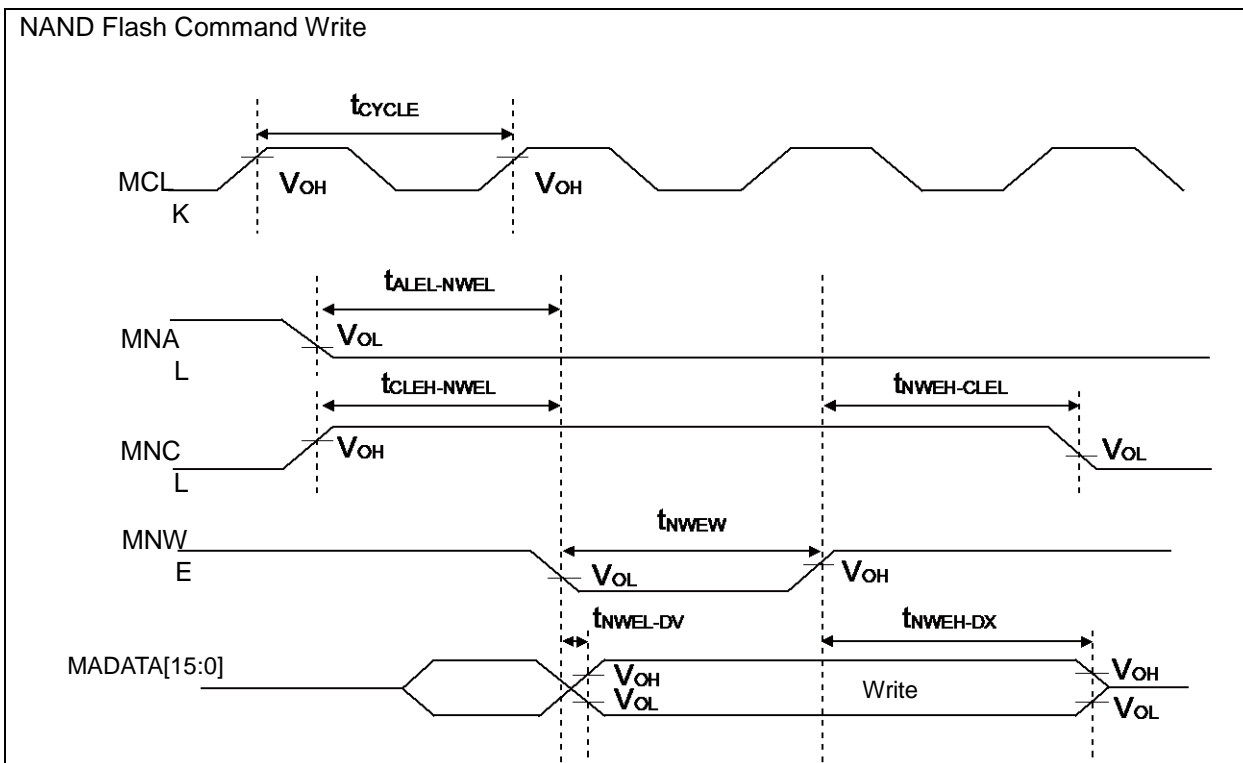 NAND Flash Command Write
tCYCLE
MCL
K
VOH
VOH
tALEL-NWEL
MNA
L
VOL
tCLEH-NWEL
tNWEH-CLEL
MNC
L
VOH
VOL
MNW
E
tNWEW
VOL
VOH
tNWEL-DV
tNWEH-DX
MADATA[15:0]
VOH
VOL
Write
VOH
VOL